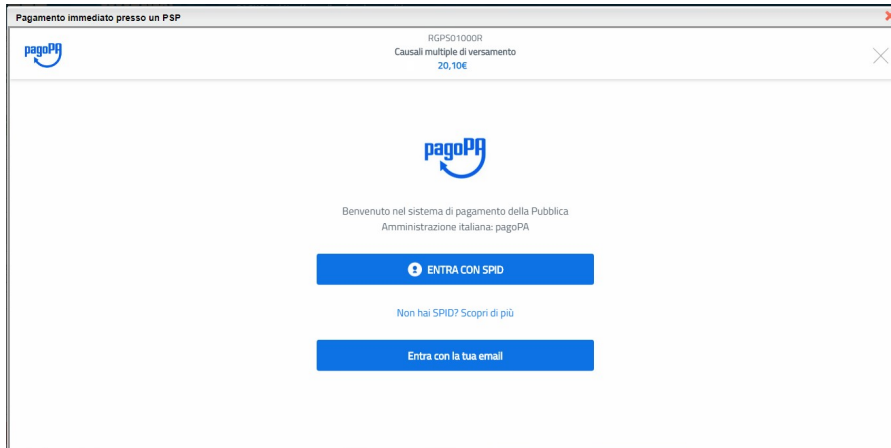 Pagamento immediato presso un PSP
pagoPA
RGPS01000R
Causali multiple di versamento
20,10€
pagoPA
Benvenuto nel sistema di pagamento della Pubblica
Amministrazione italiana: pagoPA
ENTRA CON SPID
Non hai SPID? Scopri di più
Entra con la tua email